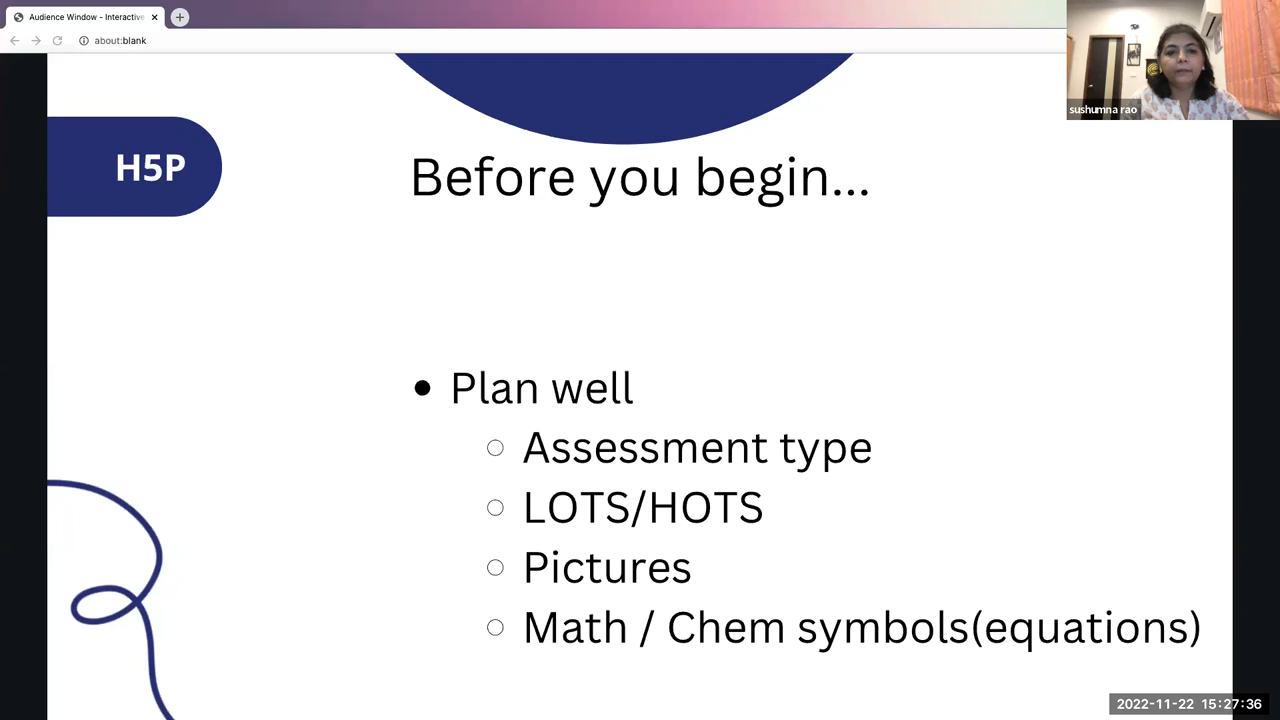 Audience Window - Interactive
about:blank
sushumna rao
H5P
Before you begin...
Plan well
Assessment type
LOTS/HOTS
Pictures
Math / Chem symbols(equations)
2022-11-22 15:27:36